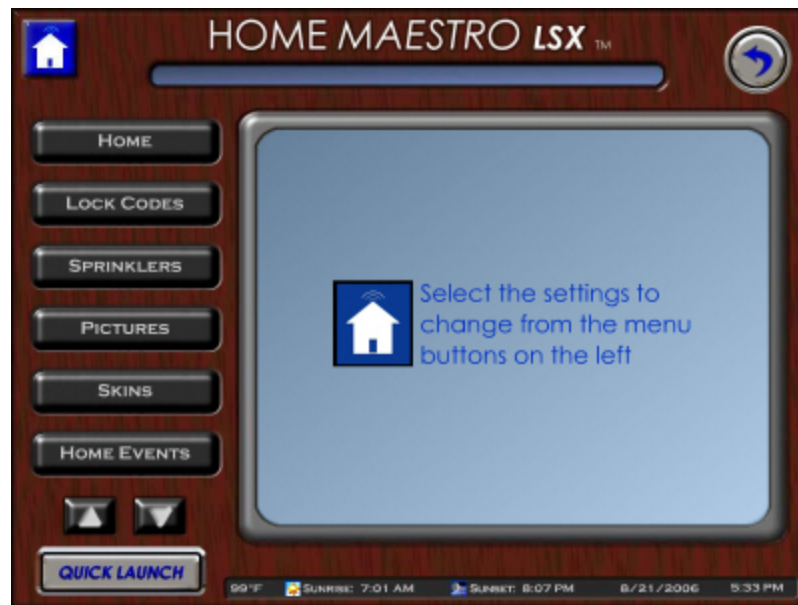 HOME MAESTRO LSX TM
HOME
LOCK CODES
SPRINKLERS
PICTURES
SKINS
HOME EVENTS
QUICK LAUNCH
Select the settings to
change from the menu
buttons on the left
99°F SUNRISE: 7:01 AM SUNSET: 8:07 PM 8/21/2006 5:33 PM